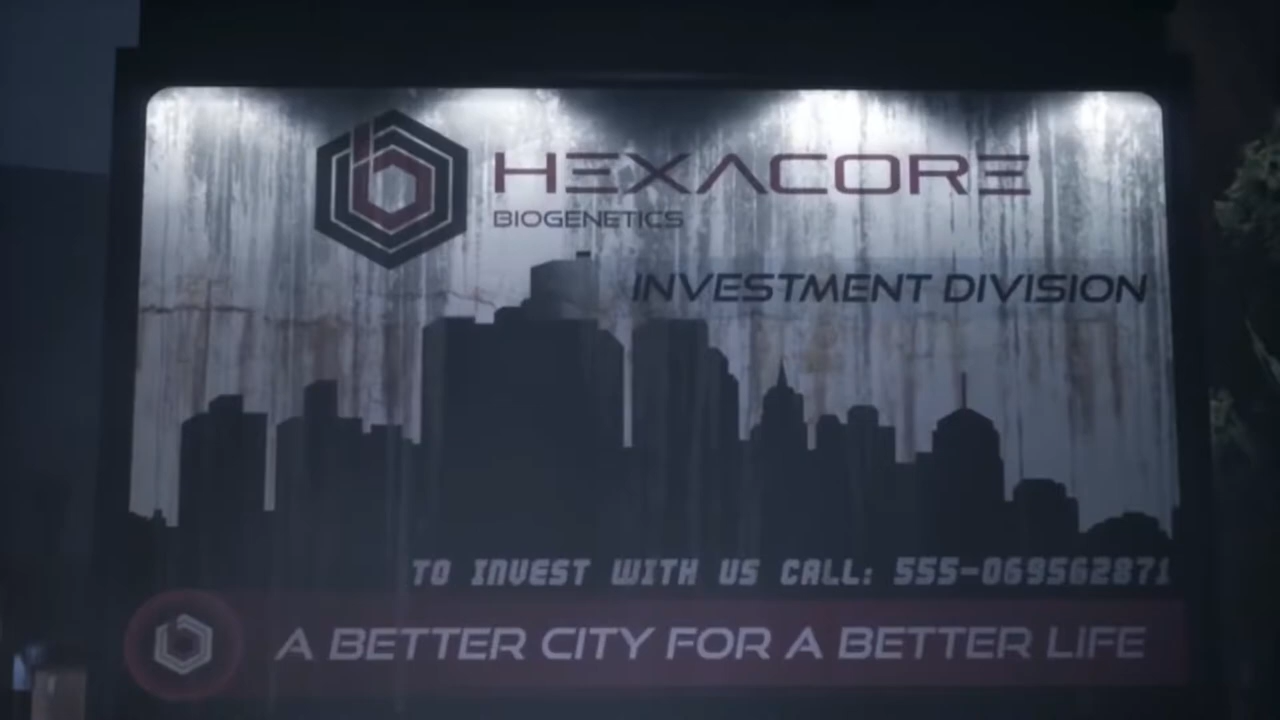 HEXACORE
BIOGENETICS
INVESTMENT DIVISION
TO INVEST WITH US CALL: 555-069562871
A BETTER CITY FOR A BETTER LIFE